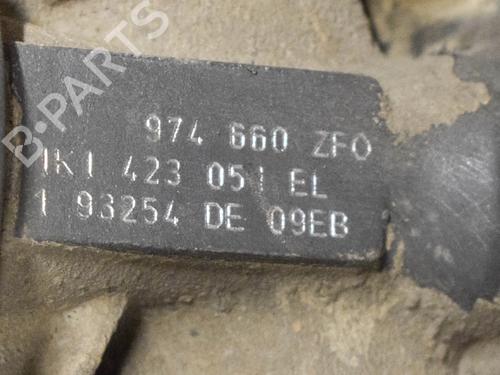 B-PARTS
974 660 ZFO
1K1 423 051 EL
1 93254 DE 09EB